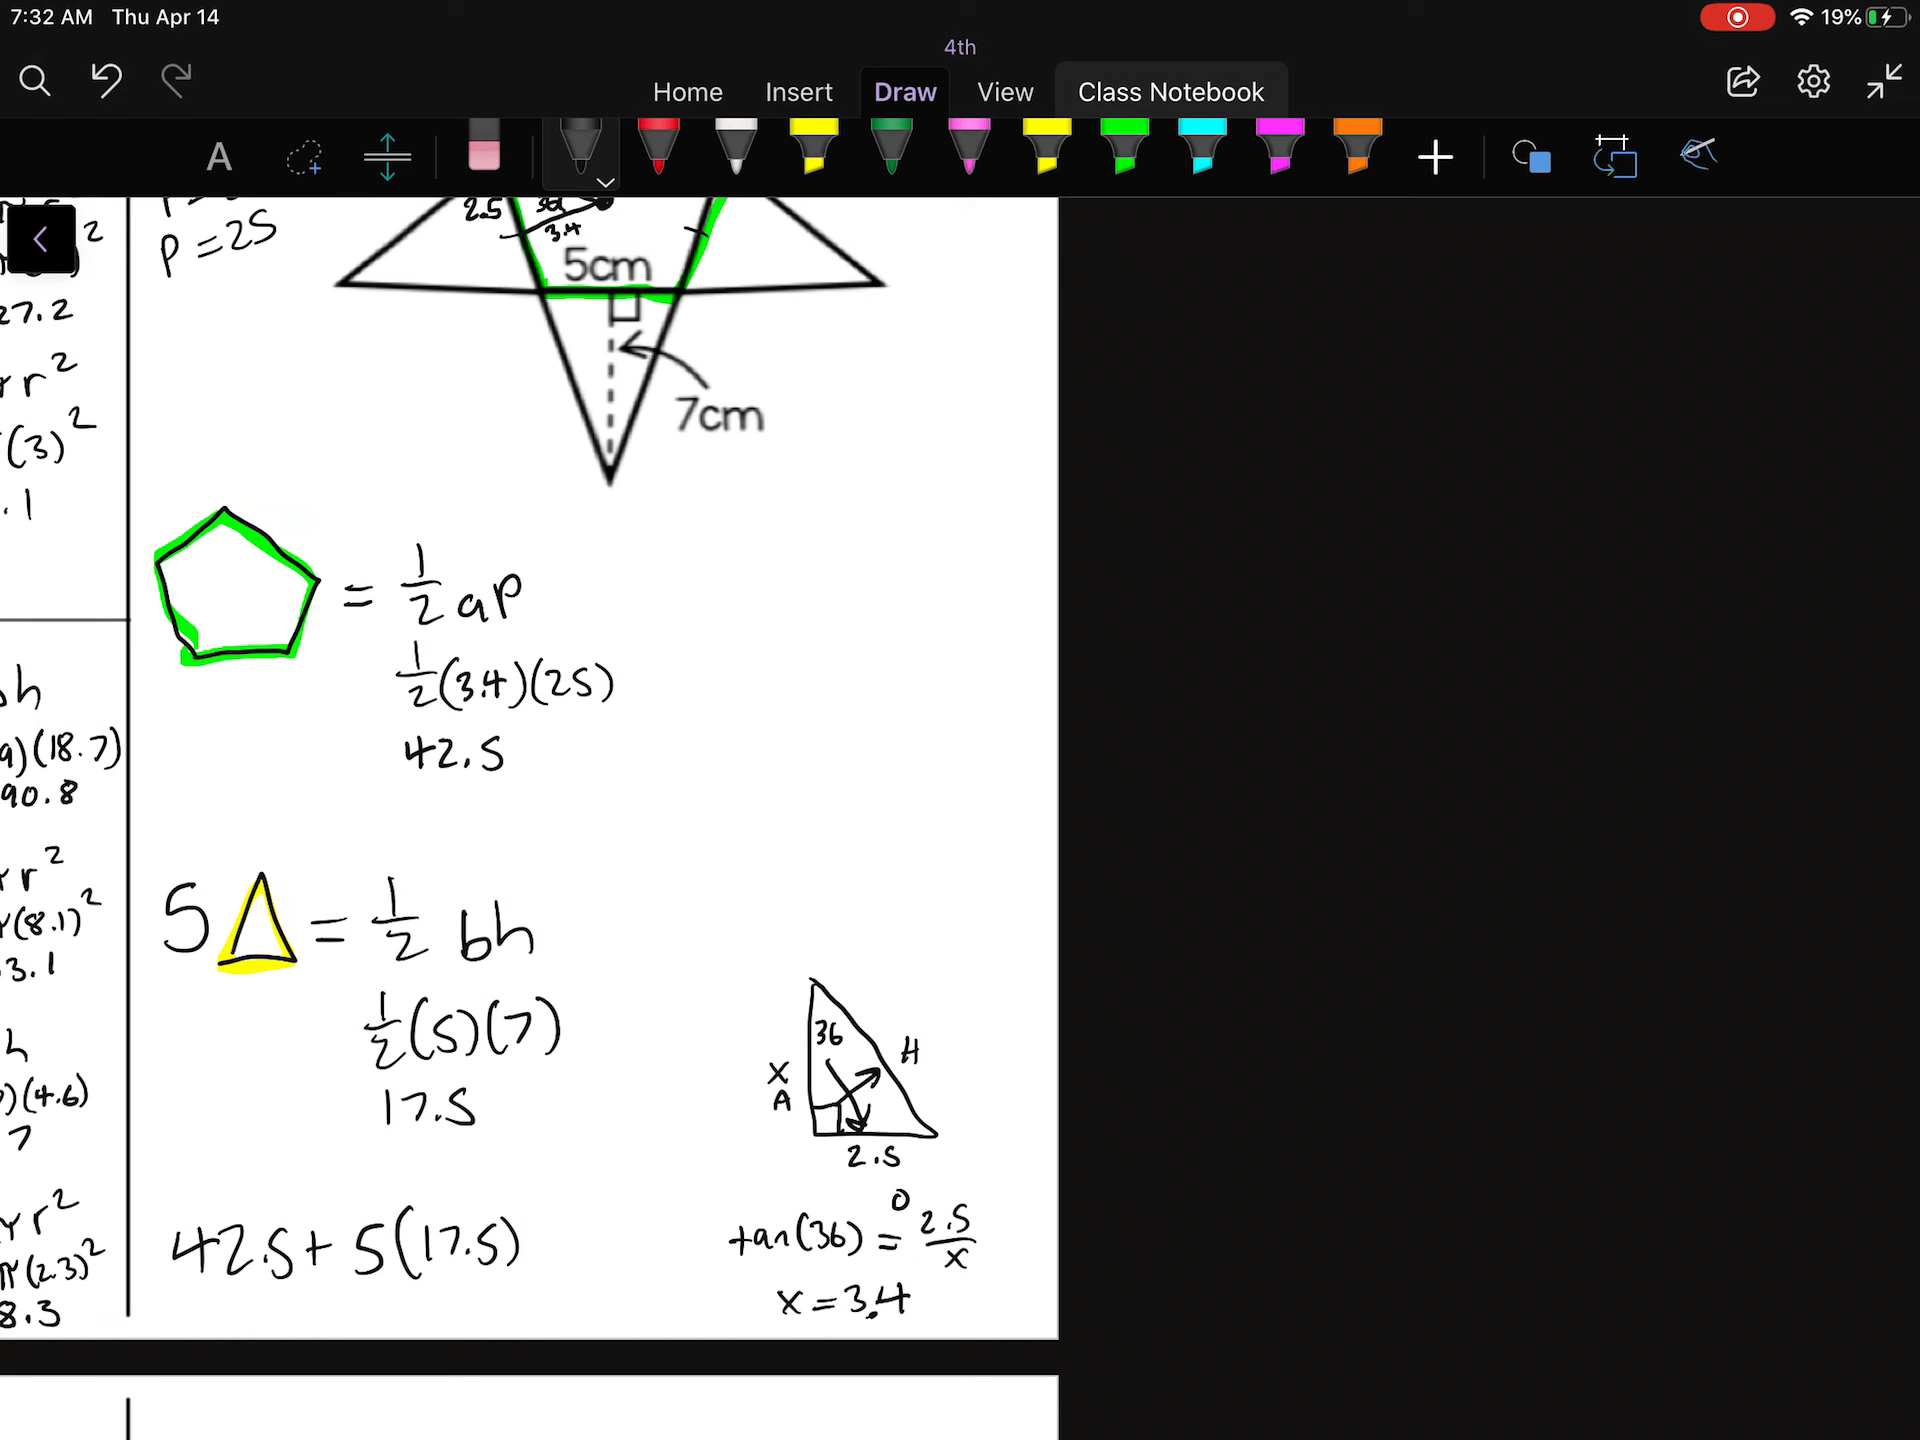 7:32 AM Thu Apr 14
19%
4th
Home Insert Draw View Class Notebook
A
P = 25
2.5
3.4
5cm
7cm
2
27.2
r²
(3)²
.1
= 1/2 ap
1/2(3.4)(25)
42.5
h
)(18.7)
90.8
r²
(8.1)²
3.1
5△ = 1/2 bh
1/2(5)(7)
17.5
h
)(4.6)
7
r²
π(2.3)²
8.3
42.5 + 5(17.5)
36
H
X
A
2.5
O
tan(36) = 2.5/x
x = 3.4